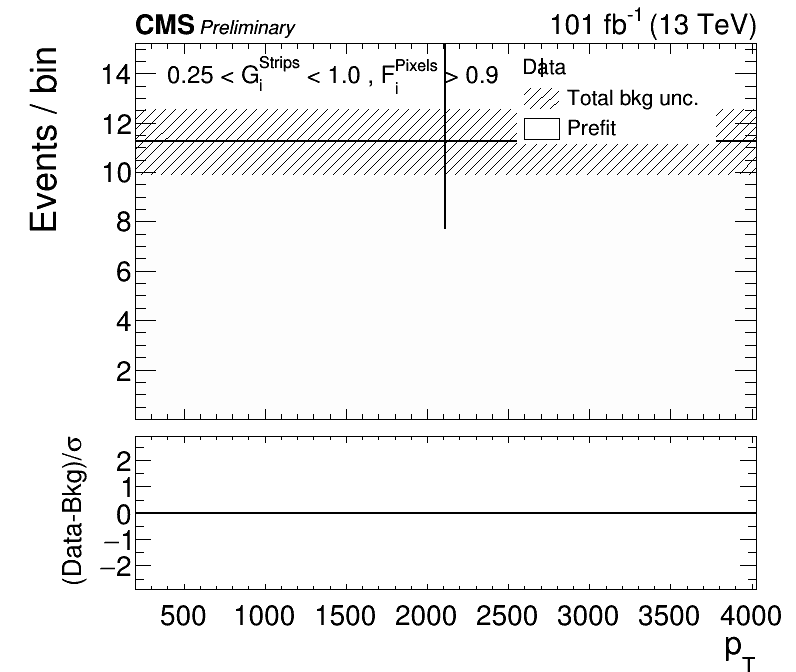 CMS Preliminary 101 fb-1 (13 TeV)
0.25 < GiStrips < 1.0 , FiPixels > 0.9
Data
Total bkg unc.
Prefit
Events / bin
14
12
10
8
6
4
2
(Data-Bkg)/σ
2
1
0
−1
−2
500 1000 1500 2000 2500 3000 3500 4000
pT